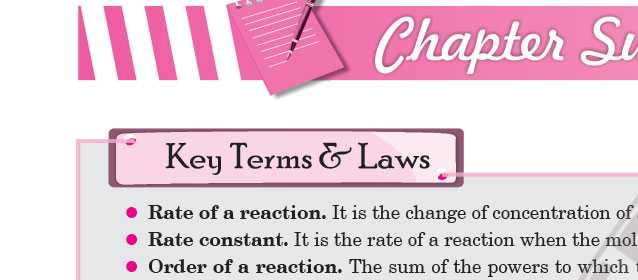 Chapter
Key Terms & Laws
Rate of a reaction. It is the change of concentration of
Rate constant. It is the rate of a reaction when the mol
Order of a reaction. The sum of the powers to which